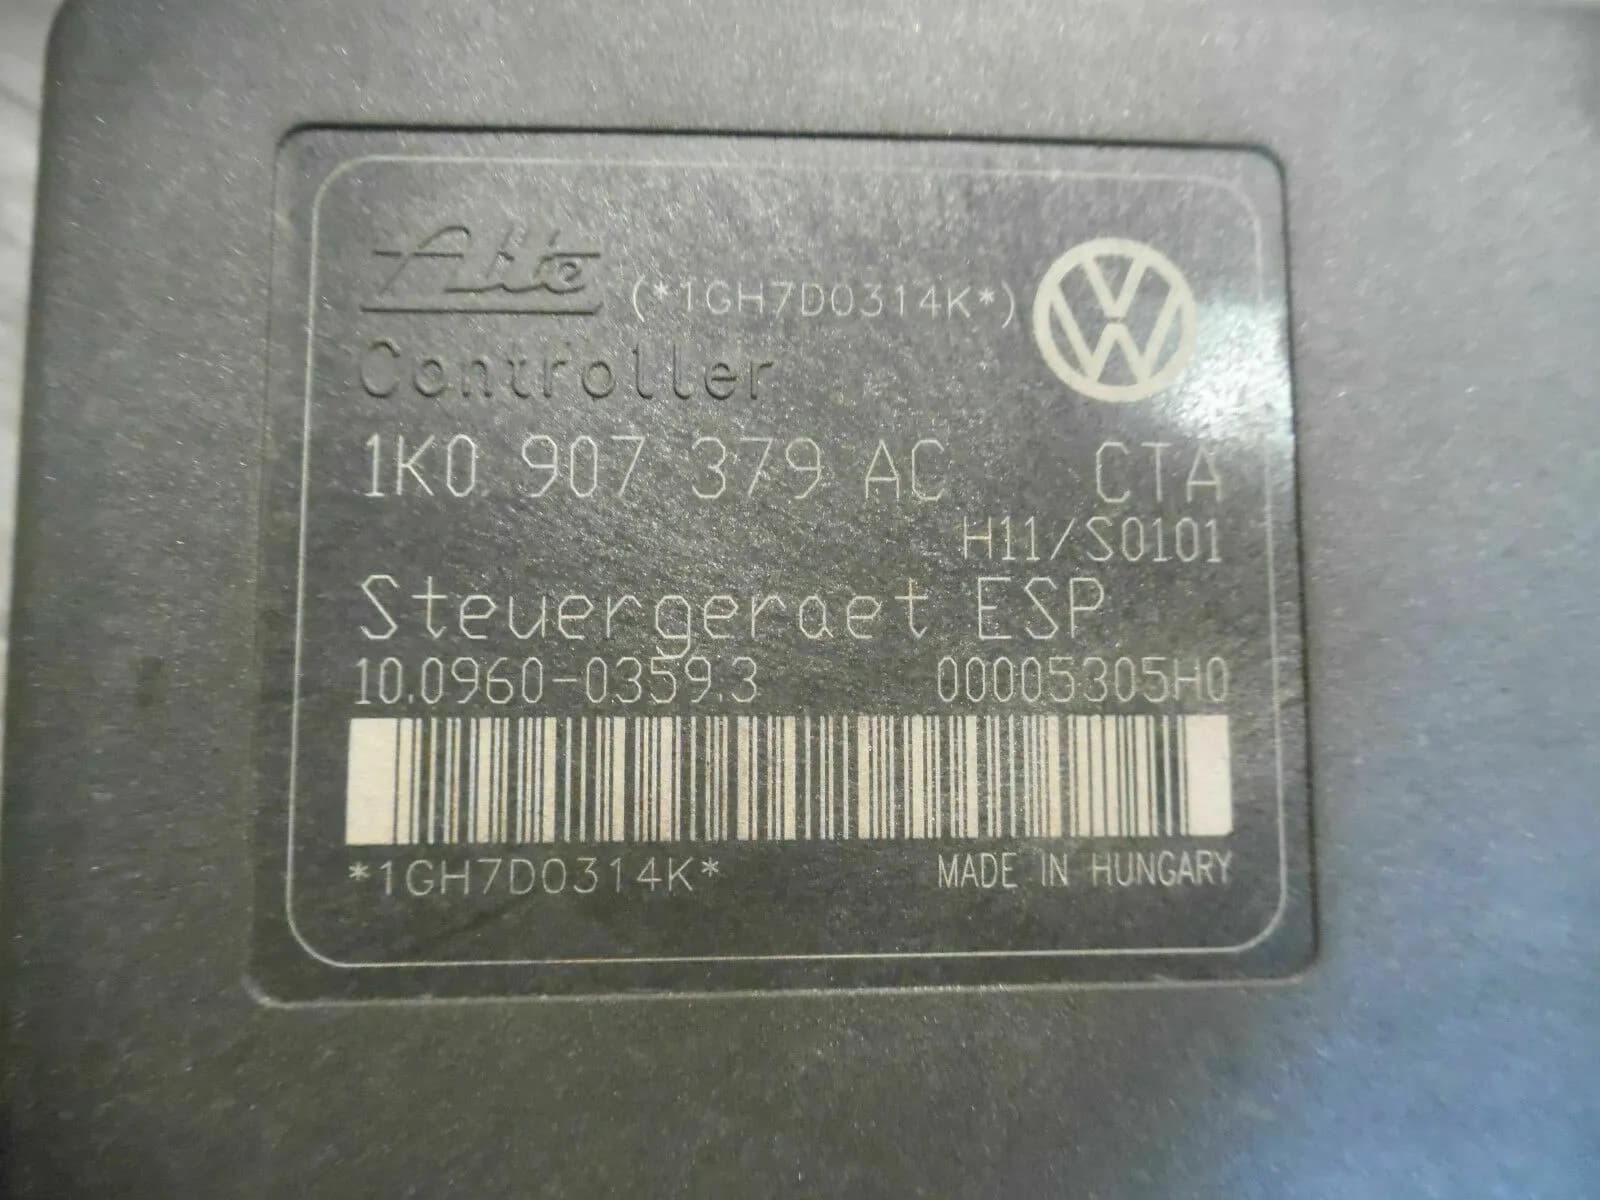 Ate (*1GH7D0314K*)
Controller
1K0 907 379 AC CTA
H11/S0101
Steuergeraet ESP
10.0960-0359.3 00005305H0
*1GH7D0314K* MADE IN HUNGARY